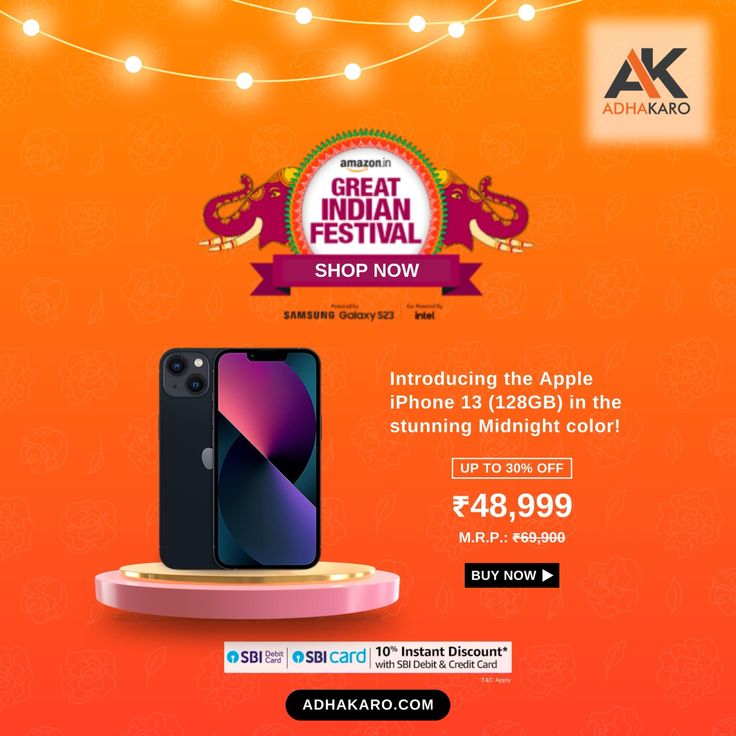 AK
ADHAKARO
amazon.in
GREAT
INDIAN
FESTIVAL
SHOP NOW
Powered by
SAMSUNG Galaxy S23
Co-Powered by
intel.
Introducing the Apple
iPhone 13 (128GB) in the
stunning Midnight color!
UP TO 30% OFF
₹48,999
M.R.P.: ₹69,900
BUY NOW
SBI Debit Card
SBI card
10% Instant Discount*
with SBI Debit & Credit Card
T&C Apply
ADHAKARO.COM